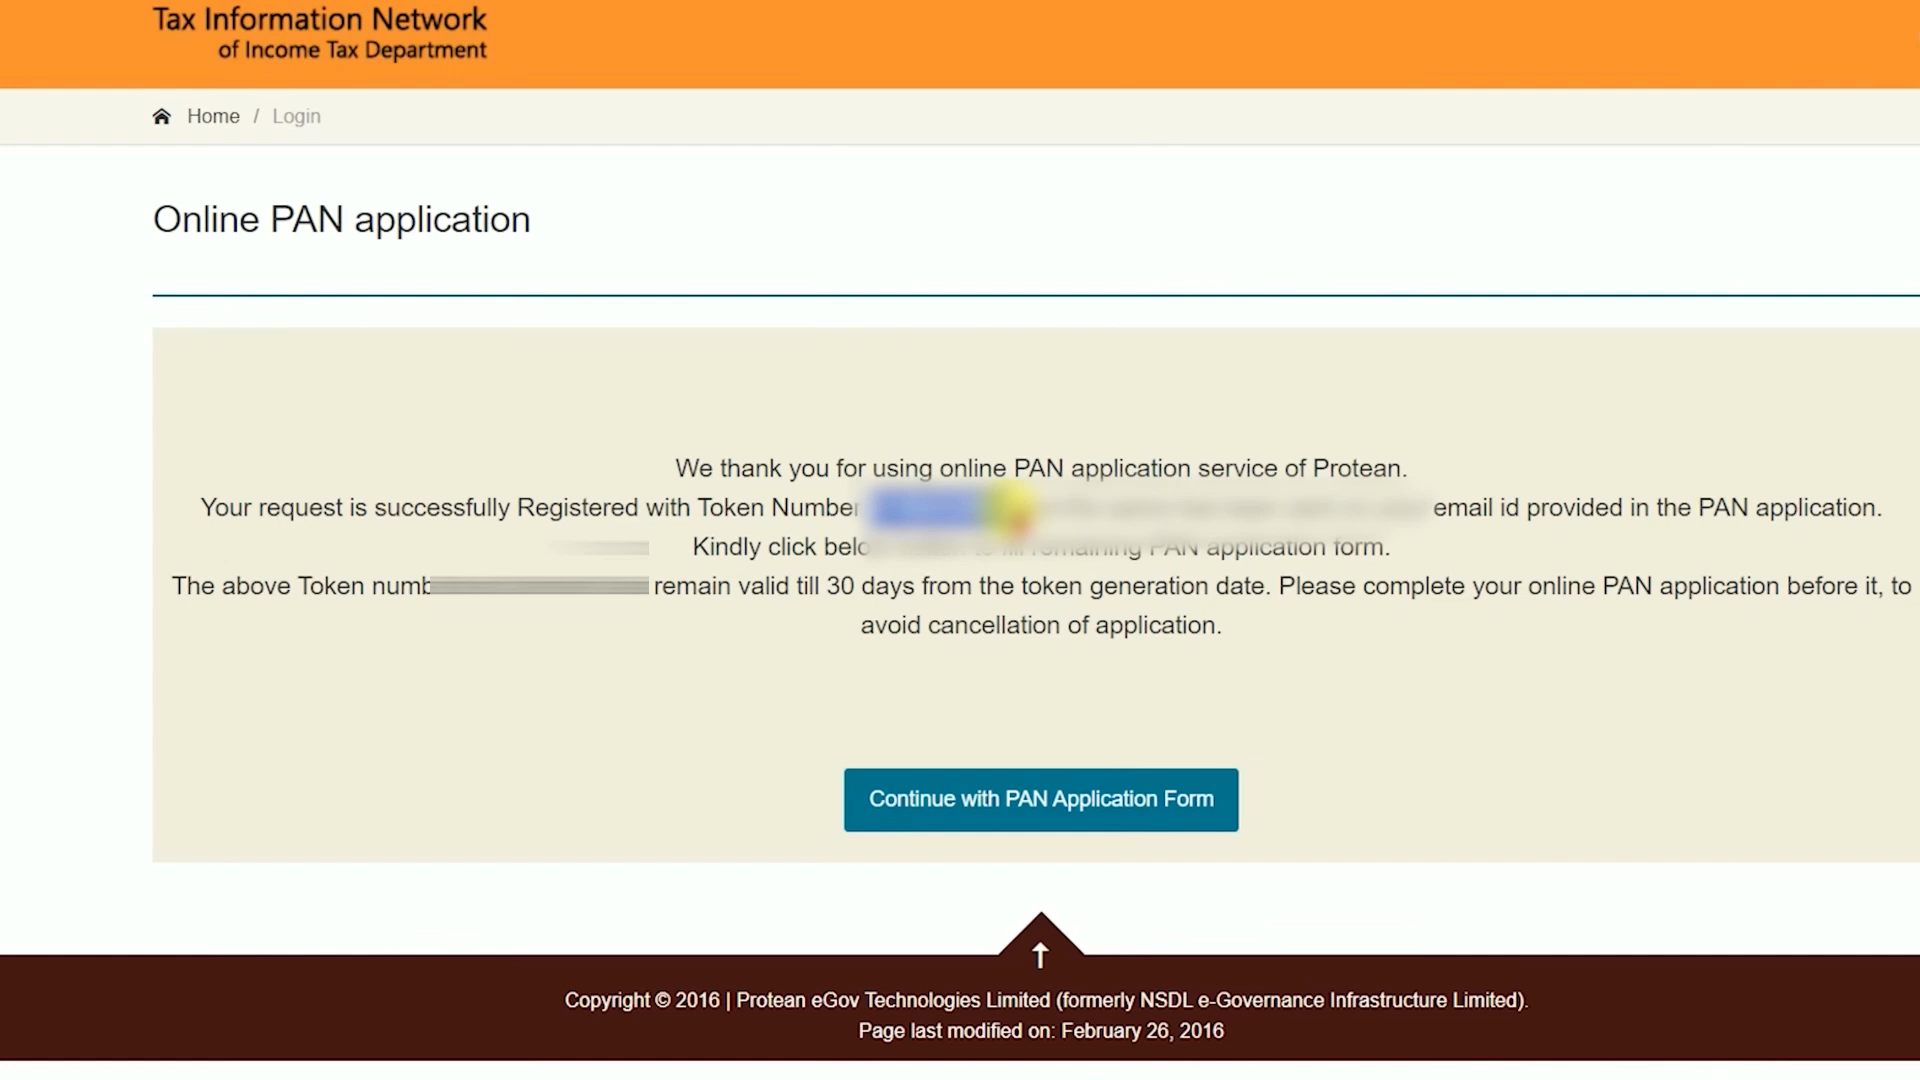 Tax Information Network
of Income Tax Department
Home / Login
Online PAN application
We thank you for using online PAN application service of Protean.
Your request is successfully Registered with Token Number email id provided in the PAN application.
Kindly click remaining PAN application form.
The above Token remain valid till 30 days from the token generation date. Please complete your online PAN application before it, to
avoid cancellation of application.
Continue with PAN Application Form
↑
Copyright © 2016 | Protean eGov Technologies Limited (formerly NSDL e-Governance Infrastructure Limited).
Page last modified on: February 26, 2016